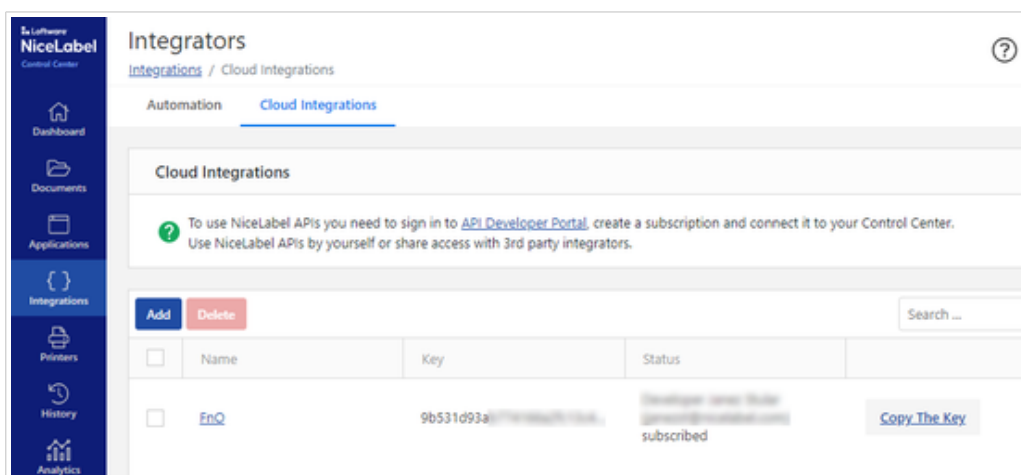 Loftware
NiceLabel
Control Center
Dashboard
Documents
Applications
{ }
Integrations
Printers
History
Analytics
Integrators
?
Integrations / Cloud Integrations
Automation Cloud Integrations
Cloud Integrations
?
To use NiceLabel APIs you need to sign in to API Developer Portal, create a subscription and connect it to your Control Center.
Use NiceLabel APIs by yourself or share access with 3rd party integrators.
Add Delete Search ...
Name Key Status
FnO 9b531d93a
subscribed
Copy The Key